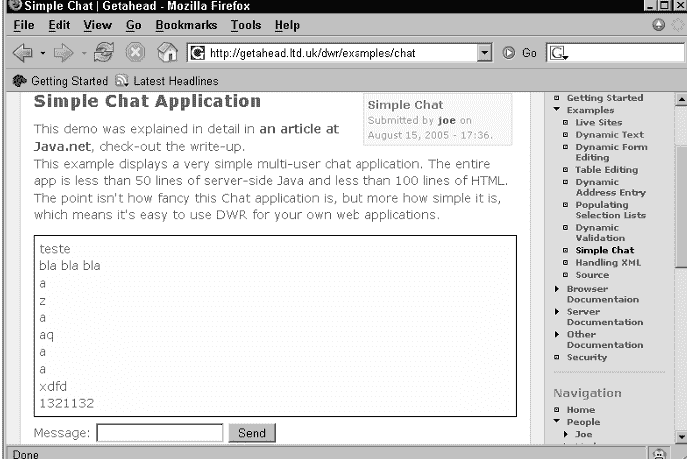 Simple Chat | Getahead - Mozilla Firefox
File Edit View Go Bookmarks Tools Help
http://getahead.ltd.uk/dwr/examples/chat Go G
Getting Started Latest Headlines
Simple Chat Application
Simple Chat
Submitted by joe on
August 15, 2005 - 17:36.
This demo was explained in detail in an article at
Java.net, check-out the write-up.
This example displays a very simple multi-user chat application. The entire
app is less than 50 lines of server-side Java and less than 100 lines of HTML.
The point isn't how fancy this Chat application is, but more how simple it is,
which means it's easy to use DWR for your own web applications.
teste
bla bla bla
a
z
a
aq
a
a
xdfd
1321132
Message: Send
Getting Started
Examples
Live Sites
Dynamic Text
Dynamic Form
Editing
Table Editing
Dynamic
Address Entry
Populating
Selection Lists
Dynamic
Validation
Simple Chat
Handling XML
Source
Browser
Documentaion
Server
Documentation
Other
Documentation
Security
Navigation
Home
People
Joe
Done